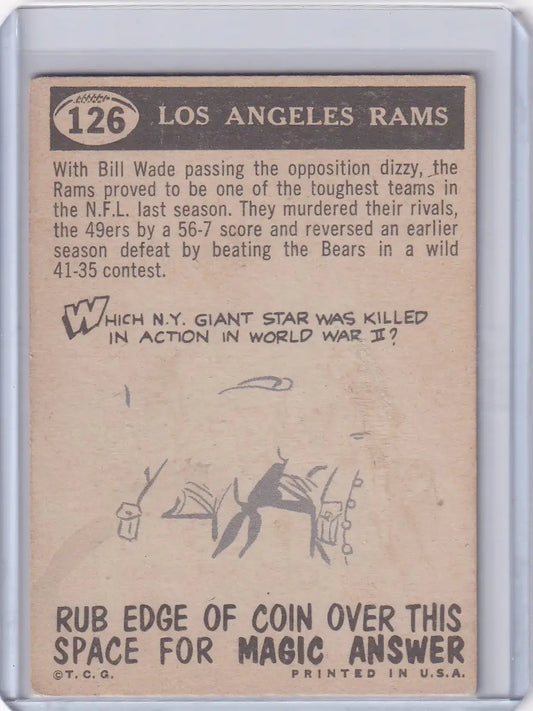 126 LOS ANGELES RAMS
With Bill Wade passing the opposition dizzy, the
Rams proved to be one of the toughest teams in
the N.F.L. last season. They murdered their rivals,
the 49ers by a 56-7 score and reversed an earlier
season defeat by beating the Bears in a wild
41-35 contest.
WHICH N.Y. GIANT STAR WAS KILLED
IN ACTION IN WORLD WAR II?
RUB EDGE OF COIN OVER THIS
SPACE FOR MAGIC ANSWER
©T.C.G. PRINTED IN U.S.A.